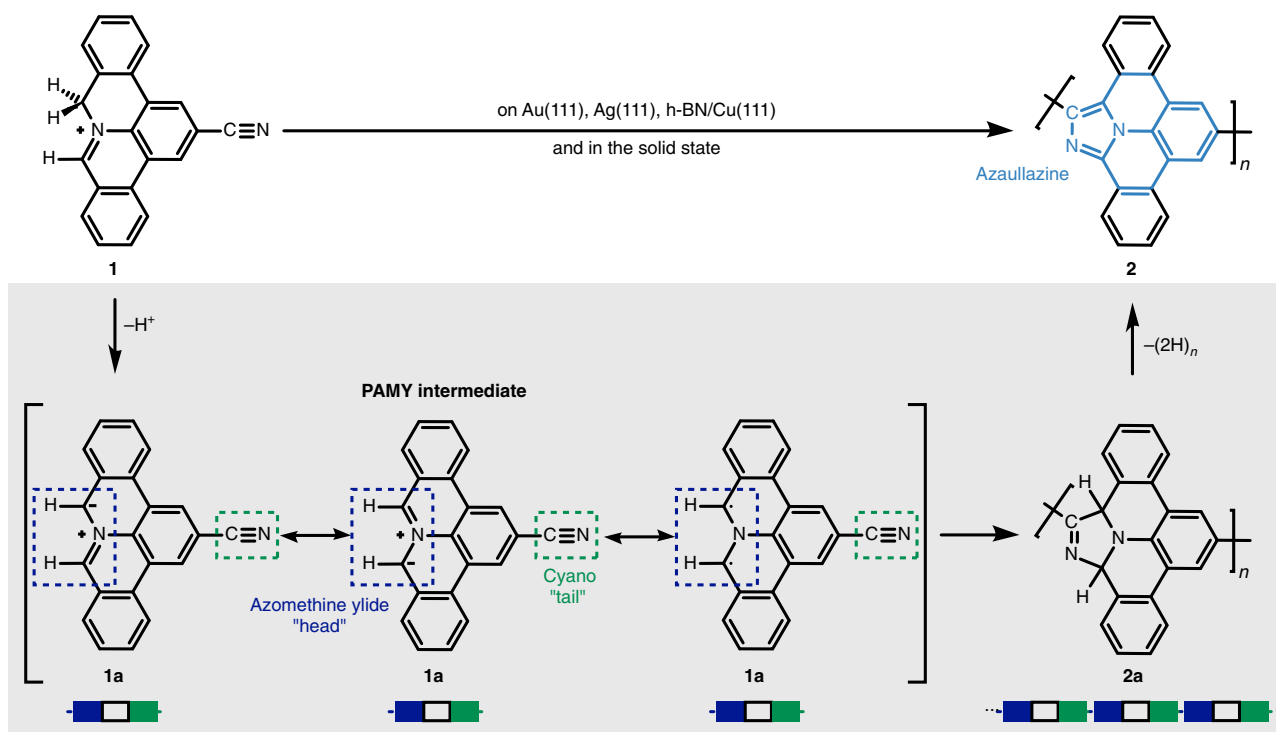 H
H
N
+
H
C≡N
on Au(111), Ag(111), h-BN/Cu(111)
and in the solid state
C
N
N
n
Azaullazine
1
2
–H⁺
–(2H)ₙ
PAMY intermediate
H
-
+
N
H
C≡N
H
N
+
H
-
C≡N
H
·
N
H
·
C≡N
H
C
N
N
H
n
Azomethine ylide
"head"
Cyano
"tail"
1a
1a
1a
2a
...